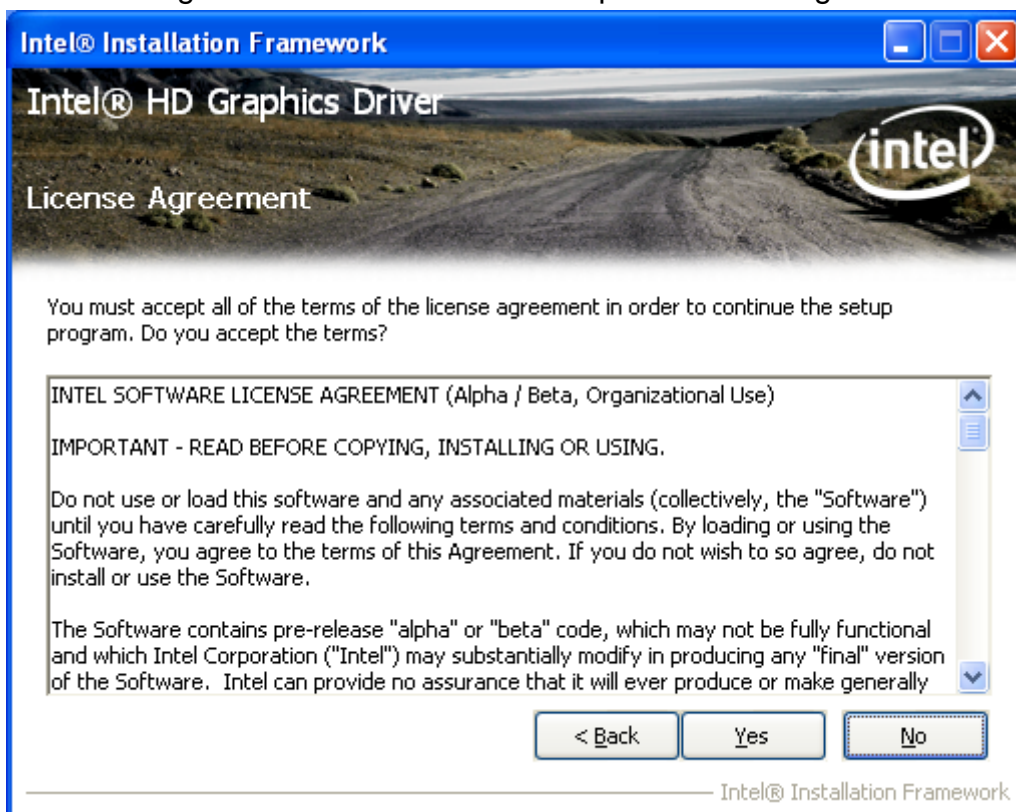 Intel® Installation Framework
Intel® HD Graphics Driver
intel
License Agreement
You must accept all of the terms of the license agreement in order to continue the setup
program. Do you accept the terms?
INTEL SOFTWARE LICENSE AGREEMENT (Alpha / Beta, Organizational Use)
IMPORTANT - READ BEFORE COPYING, INSTALLING OR USING.
Do not use or load this software and any associated materials (collectively, the "Software")
until you have carefully read the following terms and conditions. By loading or using the
Software, you agree to the terms of this Agreement. If you do not wish to so agree, do not
install or use the Software.
The Software contains pre-release "alpha" or "beta" code, which may not be fully functional
and which Intel Corporation ("Intel") may substantially modify in producing any "final" version
of the Software.  Intel can provide no assurance that it will ever produce or make generally
< Back
Yes
No
Intel® Installation Framework